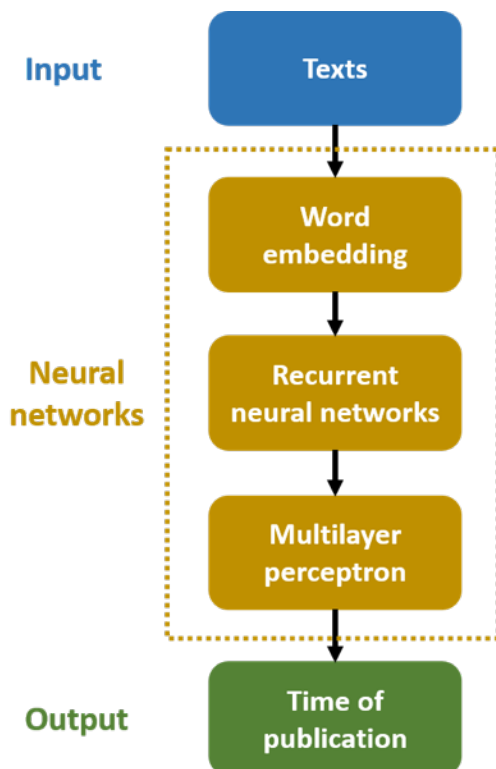 Input
Texts
Word
embedding
Neural
networks
Recurrent
neural networks
Multilayer
perceptron
Output
Time of
publication